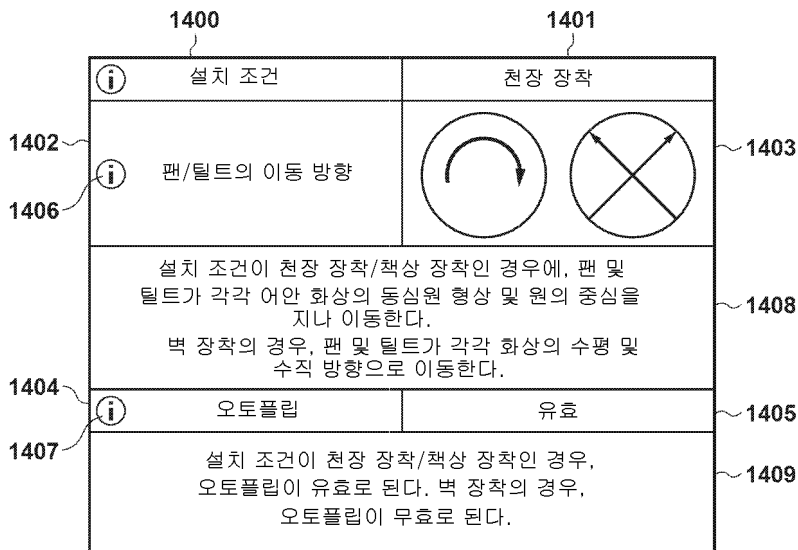 1400
1401
설치 조건
천장 장착
1402
팬/틸트의 이동 방향
1403
1406
설치 조건이 천장 장착/책상 장착인 경우에, 팬 및
틸트가 각각 어안 화상의 동심원 형상 및 원의 중심을
지나 이동한다.
벽 장착의 경우, 팬 및 틸트가 각각 화상의 수평 및
수직 방향으로 이동한다.
1408
1404
오토플립
유효
1405
1407
설치 조건이 천장 장착/책상 장착인 경우,
오토플립이 유효로 된다. 벽 장착의 경우,
오토플립이 무효로 된다.
1409